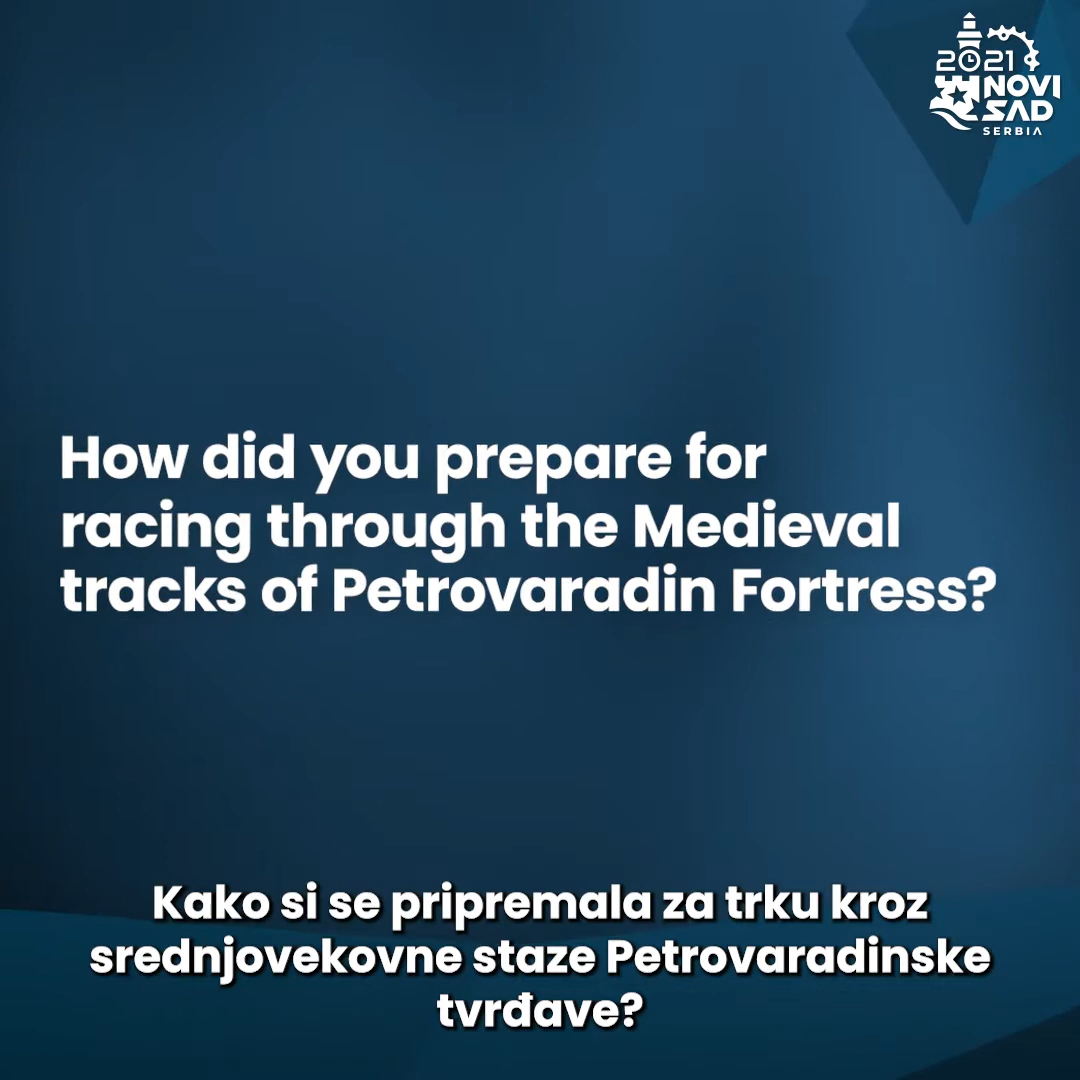 2021
NOVI
SAD
SERBIA
How did you prepare for
racing through the Medieval
tracks of Petrovaradin Fortress?
Kako si se pripremala za trku kroz
srednjovekovne staze Petrovaradinske
tvrđave?